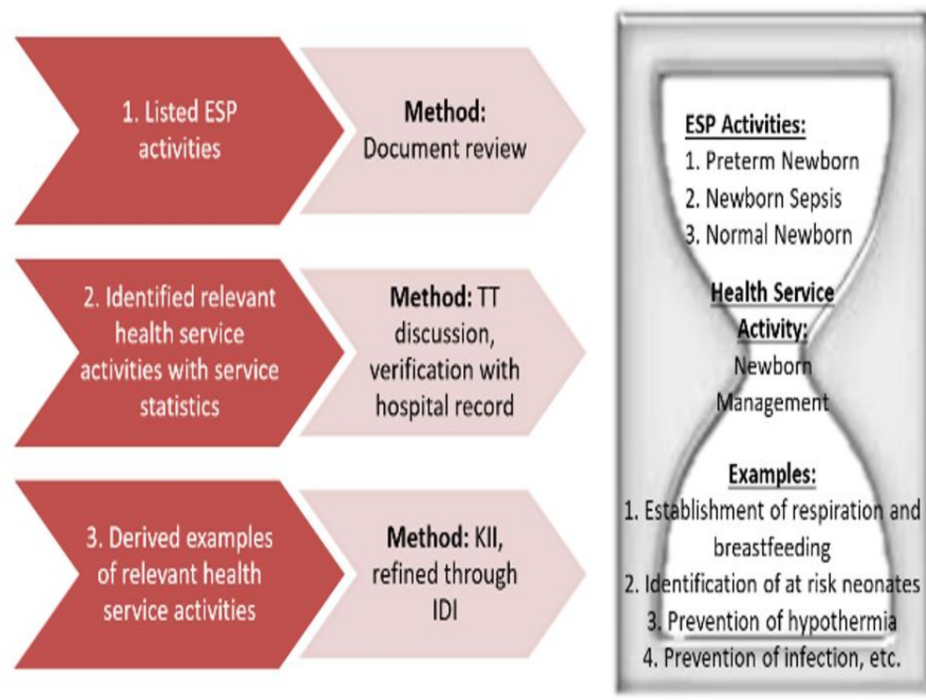 1. Listed ESP
activities
Method:
Document review
2. Identified relevant
health service
activities with service
statistics
Method: TT
discussion,
verification with
hospital record
3. Derived examples
of relevant health
service activities
Method: KII,
refined through
IDI
ESP Activities:
1. Preterm Newborn
2. Newborn Sepsis
3. Normal Newborn
Health Service
Activity:
Newborn
Management
Examples:
1. Establishment of respiration and
breastfeeding
2. Identification of at risk neonates
3. Prevention of hypothermia
4. Prevention of infection, etc.